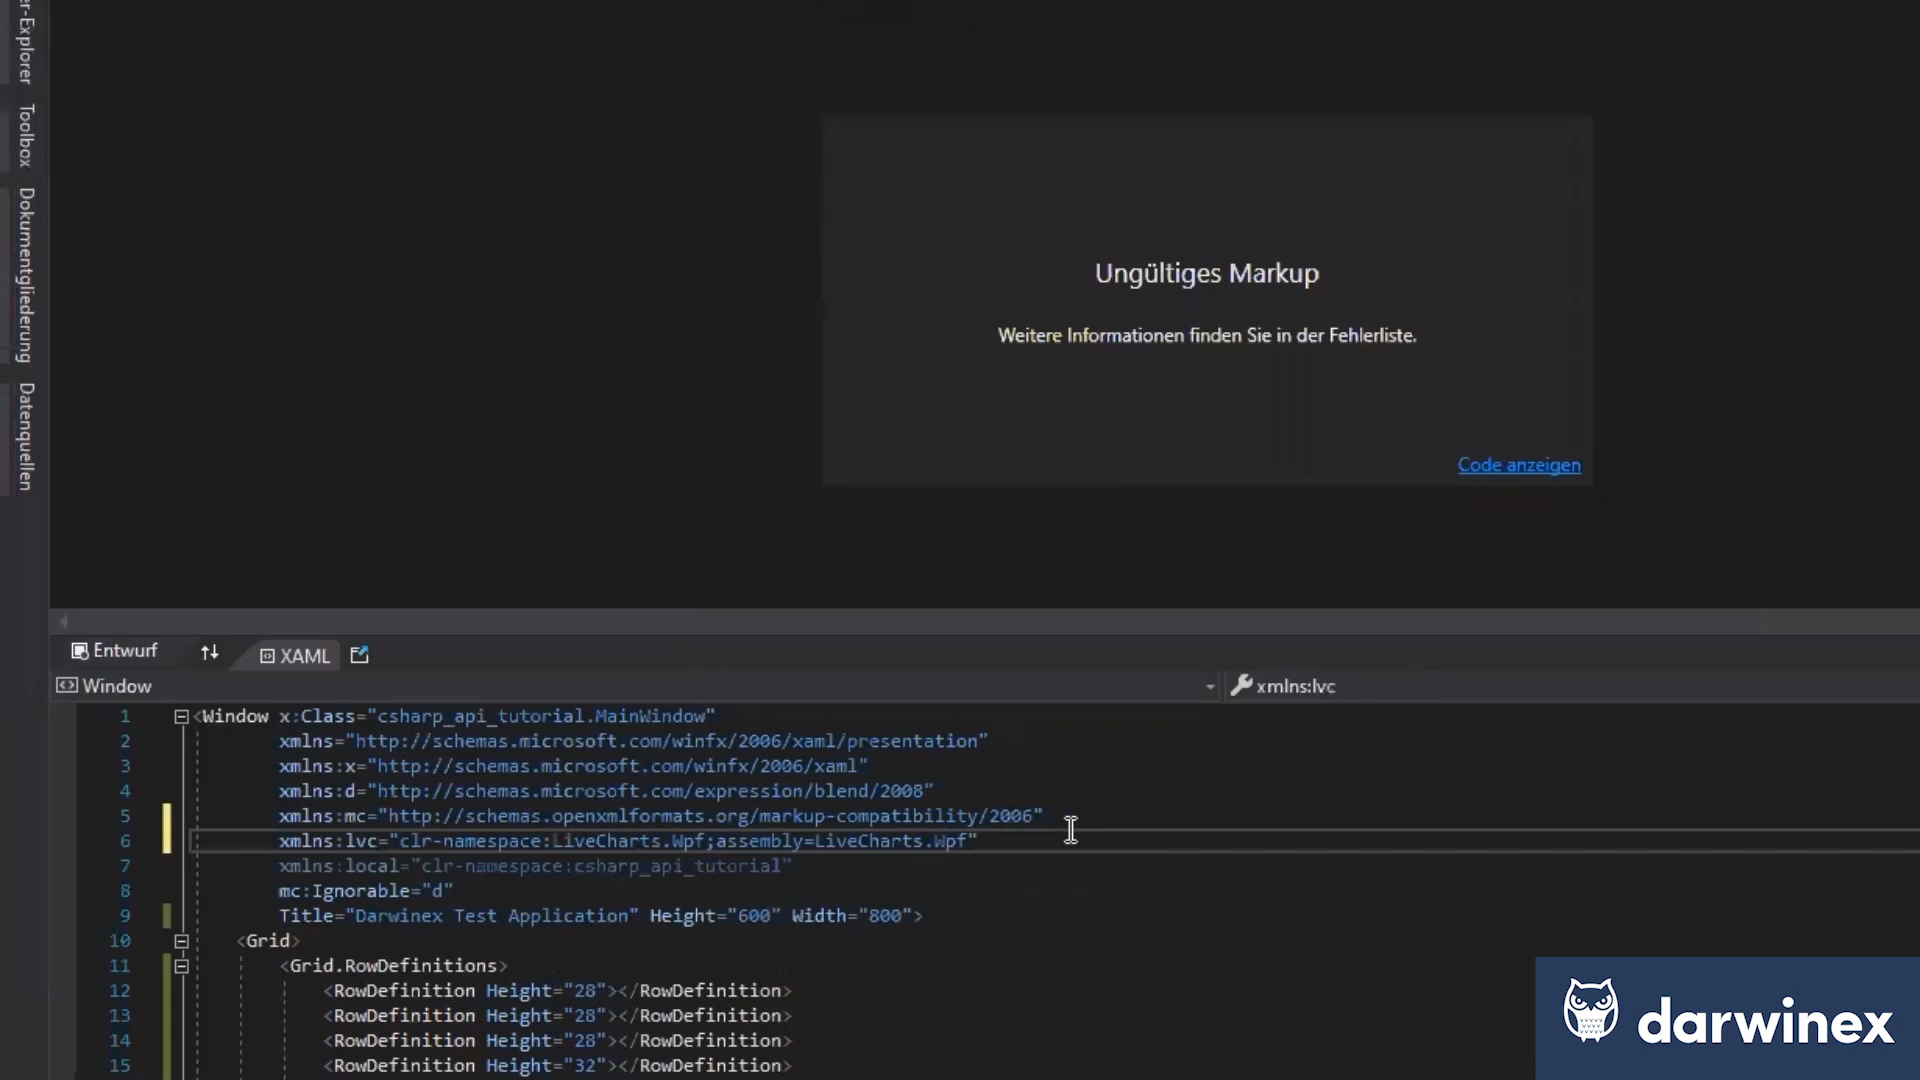 er-Explorer
Toolbox
Dokumentgliederung
Datenquellen
Ungültiges Markup
Weitere Informationen finden Sie in der Fehlerliste.
Code anzeigen
Entwurf
XAML
Window
xmlns:lvc
1 <Window x:Class="csharp_api_tutorial.MainWindow"
2 xmlns="http://schemas.microsoft.com/winfx/2006/xaml/presentation"
3 xmlns:x="http://schemas.microsoft.com/winfx/2006/xaml"
4 xmlns:d="http://schemas.microsoft.com/expression/blend/2008"
5 xmlns:mc="http://schemas.openxmlformats.org/markup-compatibility/2006"
6 xmlns:lvc="clr-namespace:LiveCharts.Wpf;assembly=LiveCharts.Wpf"
7 xmlns:local="clr-namespace:csharp_api_tutorial"
8 mc:Ignorable="d"
9 Title="Darwinex Test Application" Height="600" Width="800">
10 <Grid>
11 <Grid.RowDefinitions>
12 <RowDefinition Height="28"></RowDefinition>
13 <RowDefinition Height="28"></RowDefinition>
14 <RowDefinition Height="28"></RowDefinition>
15 <RowDefinition Height="32"></RowDefinition>
darwinex